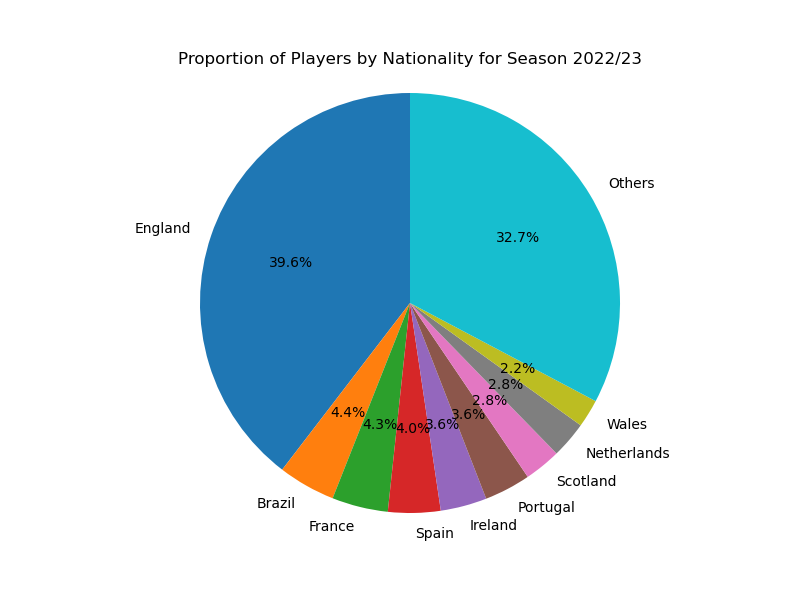 Proportion of Players by Nationality for Season 2022/23
Others
England
32.7%
39.6%
2.2%
2.8%
2.8%
4.4%
3.6%
4.3%
4.0%
3.6%
Wales
Netherlands
Scotland
Brazil
Portugal
France
Ireland
Spain